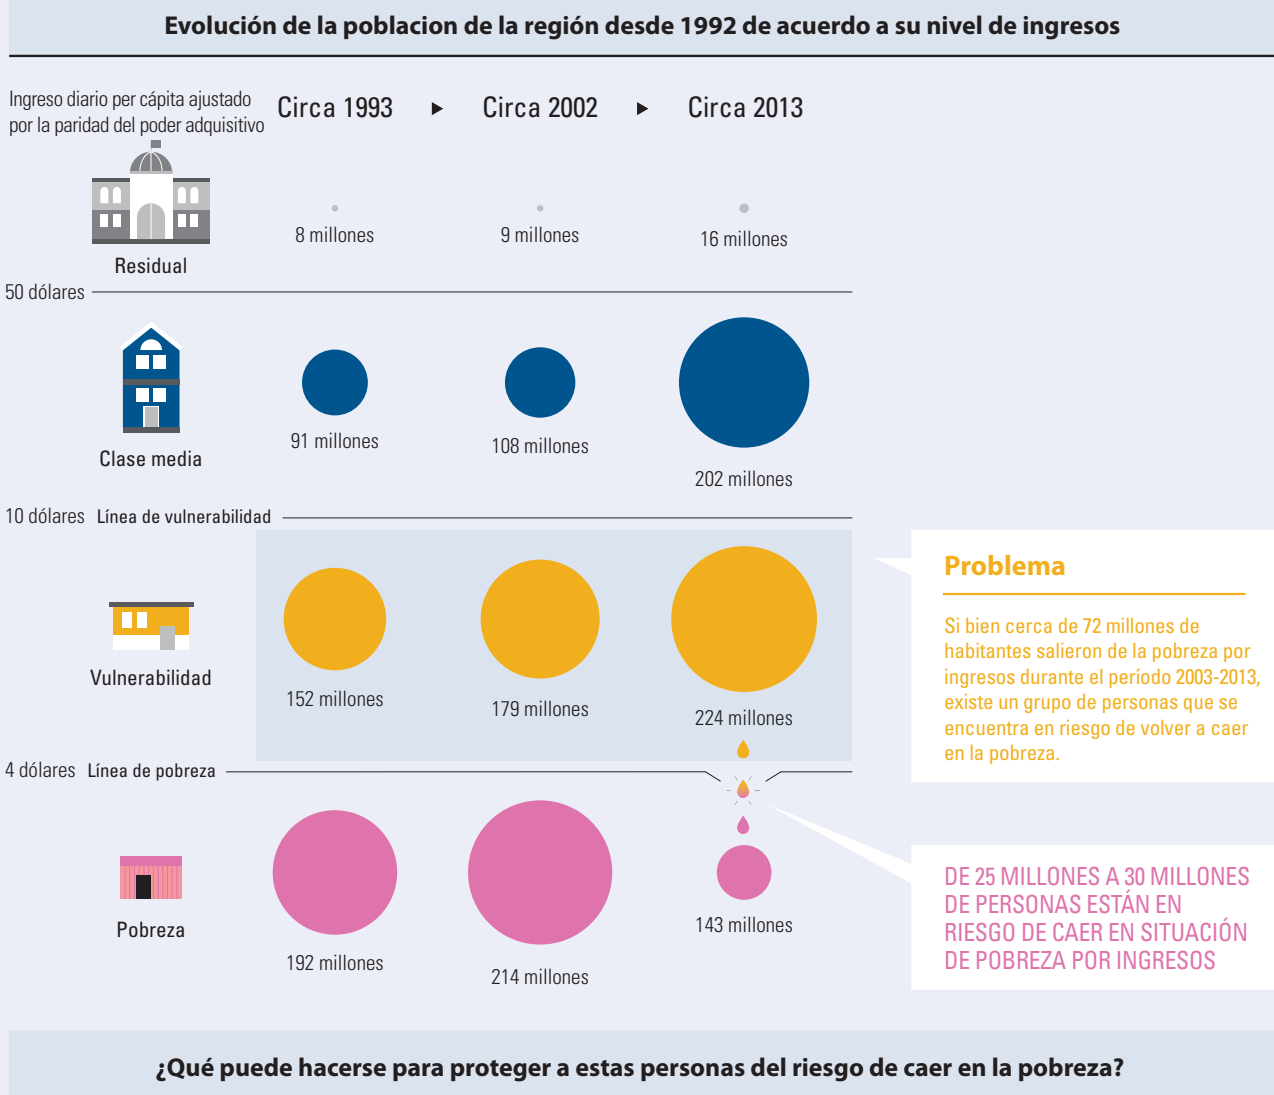 Evolución de la poblacion de la región desde 1992 de acuerdo a su nivel de ingresos
Ingreso diario per cápita ajustado
por la paridad del poder adquisitivo
Circa 1993 ► Circa 2002 ► Circa 2013
8 millones
9 millones
16 millones
Residual
50 dólares
91 millones
108 millones
202 millones
Clase media
10 dólares Línea de vulnerabilidad
152 millones
179 millones
224 millones
Vulnerabilidad
Problema
Si bien cerca de 72 millones de
habitantes salieron de la pobreza por
ingresos durante el período 2003-2013,
existe un grupo de personas que se
encuentra en riesgo de volver a caer
en la pobreza.
4 dólares Línea de pobreza
192 millones
214 millones
143 millones
Pobreza
DE 25 MILLONES A 30 MILLONES
DE PERSONAS ESTÁN EN
RIESGO DE CAER EN SITUACIÓN
DE POBREZA POR INGRESOS
¿Qué puede hacerse para proteger a estas personas del riesgo de caer en la pobreza?